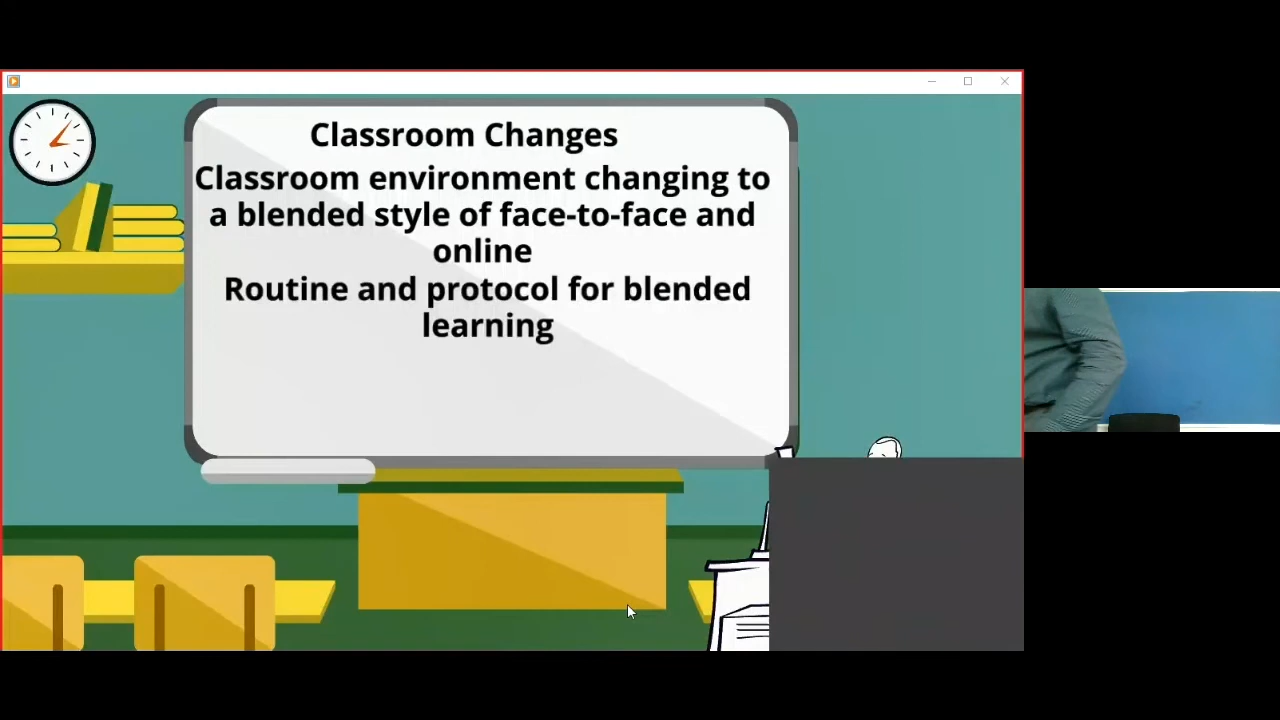 Classroom Changes
Classroom environment changing to
a blended style of face-to-face and
online
Routine and protocol for blended
learning